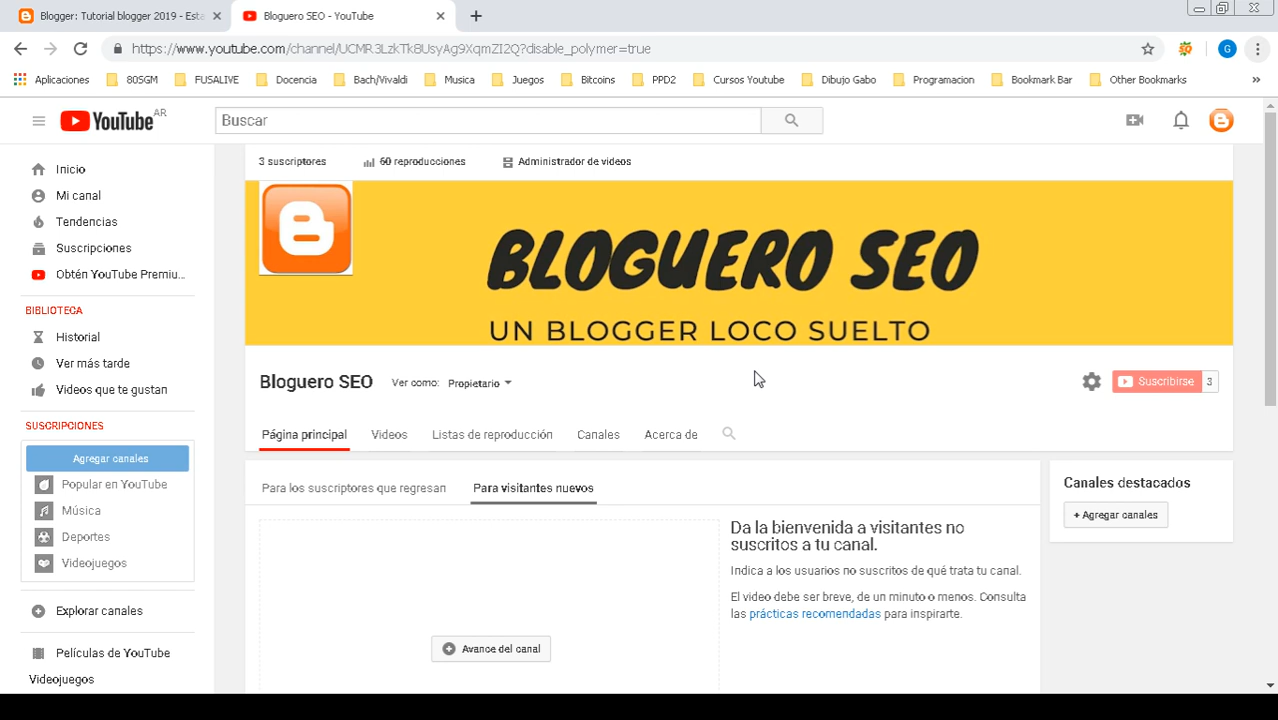 Blogger: Tutorial blogger 2019 - Esta
Bloguero SEO - YouTube
https://www.youtube.com/channel/UCMR3LzkTk8UsyAg9XqmZI2Q?disable_polymer=true
G
Aplicaciones 80SGM FUSALIVE Docencia Bach/Vivaldi Musica Juegos Bitcoins PPD2 Cursos Youtube Dibujo Gabo Programacion Bookmark Bar Other Bookmarks »
YouTube AR
Buscar
Inicio
Mi canal
Tendencias
Suscripciones
Obtén YouTube Premiu...
BIBLIOTECA
Historial
Ver más tarde
Videos que te gustan
SUSCRIPCIONES
Agregar canales
Popular en YouTube
Música
Deportes
Videojuegos
Explorar canales
Películas de YouTube
Videojuegos
3 suscriptores 60 reproducciones Administrador de videos
BLOGUERO SEO
UN BLOGGER LOCO SUELTO
Bloguero SEO Ver como: Propietario
Suscribirse 3
Página principal Videos Listas de reproducción Canales Acerca de
Para los suscriptores que regresan Para visitantes nuevos
Avance del canal
Da la bienvenida a visitantes no
suscritos a tu canal.
Indica a los usuarios no suscritos de qué trata tu canal.
El video debe ser breve, de un minuto o menos. Consulta
las prácticas recomendadas para inspirarte.
Canales destacados
+ Agregar canales